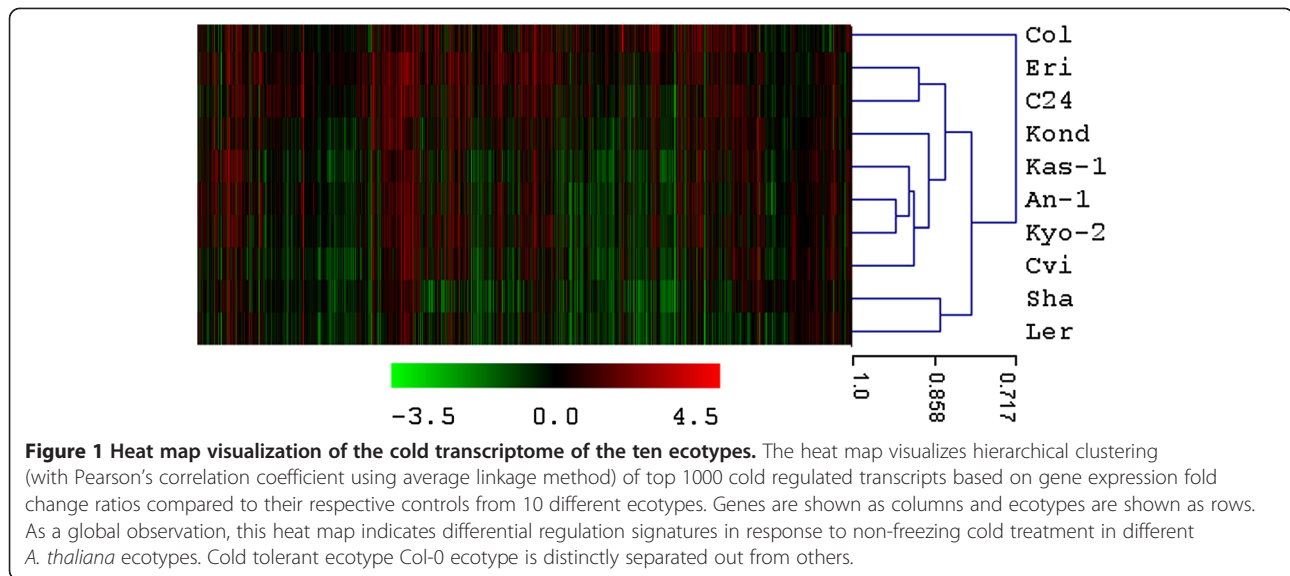 Col
Eri
C24
Kond
Kas-1
An-1
Kyo-2
Cvi
Sha
Ler
1.0
0.858
0.717
-3.5 0.0 4.5
Figure 1 Heat map visualization of the cold transcriptome of the ten ecotypes. The heat map visualizes hierarchical clustering
(with Pearson's correlation coefficient using average linkage method) of top 1000 cold regulated transcripts based on gene expression fold
change ratios compared to their respective controls from 10 different ecotypes. Genes are shown as columns and ecotypes are shown as rows.
As a global observation, this heat map indicates differential regulation signatures in response to non-freezing cold treatment in different
A. thaliana ecotypes. Cold tolerant ecotype Col-0 ecotype is distinctly separated out from others.